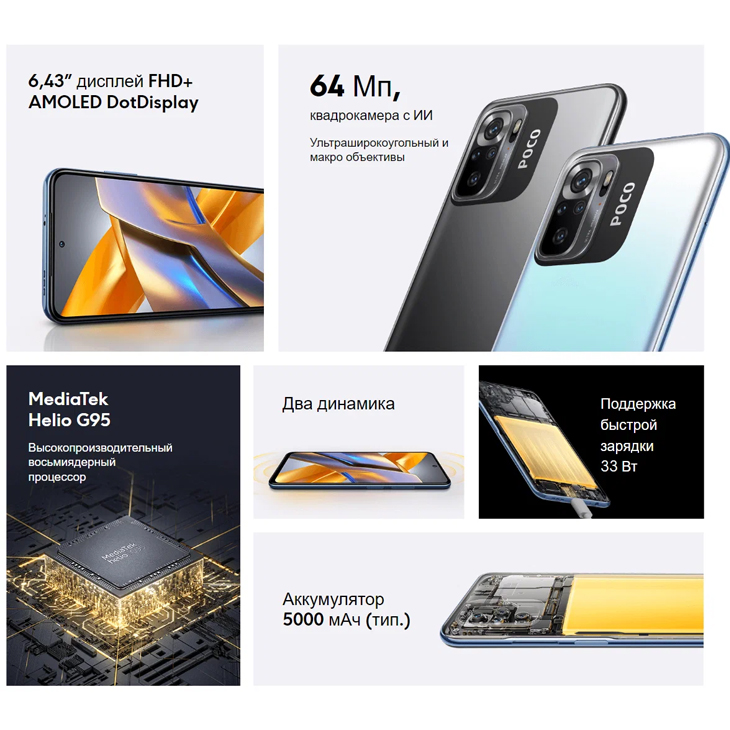 6,43” дисплей FHD+
AMOLED DotDisplay
64 Мп,
квадрокамера с ИИ
Ультраширокоугольный и
макро объективы
POCO
POCO
MediaTek
Helio G95
Высокопроизводительный
восьмиядерный
процессор
MediaTek
helio G95
Два динамика
Поддержка
быстрой
зарядки
33 Вт
Аккумулятор
5000 мАч (тип.)